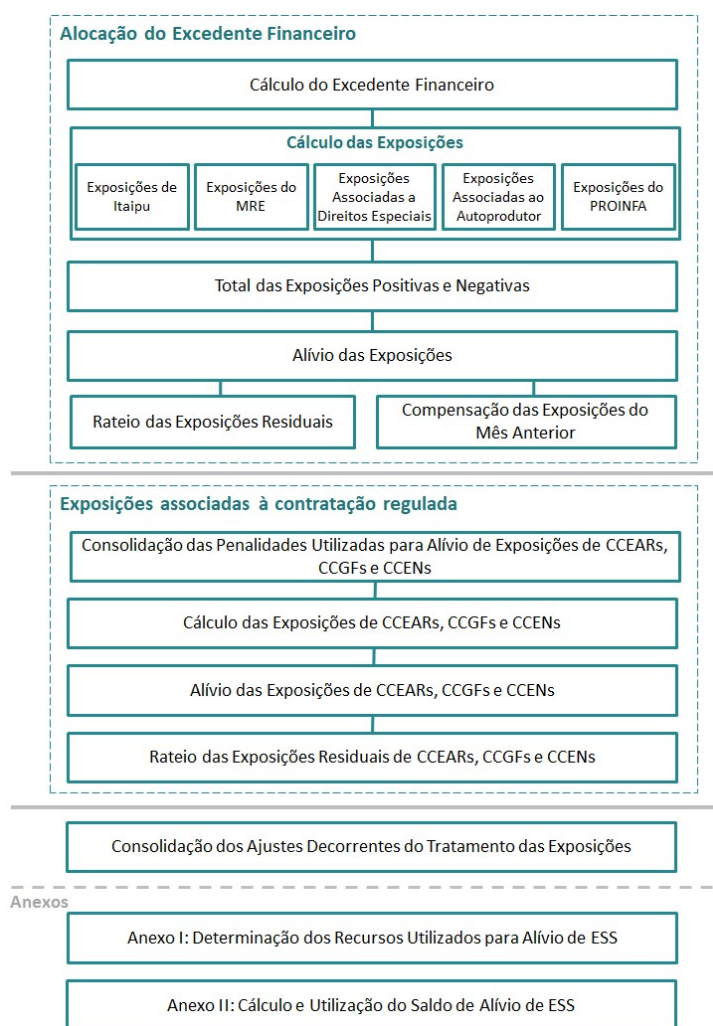 Alocação do Excedente Financeiro
Cálculo do Excedente Financeiro
Cálculo das Exposições
Exposições de
Itaipu
Exposições do
MRE
Exposições
Associadas a
Direitos Especiais
Exposições
Associadas ao
Autoprodutor
Exposições do
PROINFA
Total das Exposições Positivas e Negativas
Alívio das Exposições
Rateio das Exposições Residuais
Compensação das Exposições do
Mês Anterior
Exposições associadas à contratação regulada
Consolidação das Penalidades Utilizadas para Alívio de Exposições de CCEARs,
CCGFs e CCENs
Cálculo das Exposições de CCEARs, CCGFs e CCENs
Alívio das Exposições de CCEARs, CCGFs e CCENs
Rateio das Exposições Residuais de CCEARs, CCGFs e CCENs
Consolidação dos Ajustes Decorrentes do Tratamento das Exposições
Anexos
Anexo I: Determinação dos Recursos Utilizados para Alívio de ESS
Anexo II: Cálculo e Utilização do Saldo de Alívio de ESS